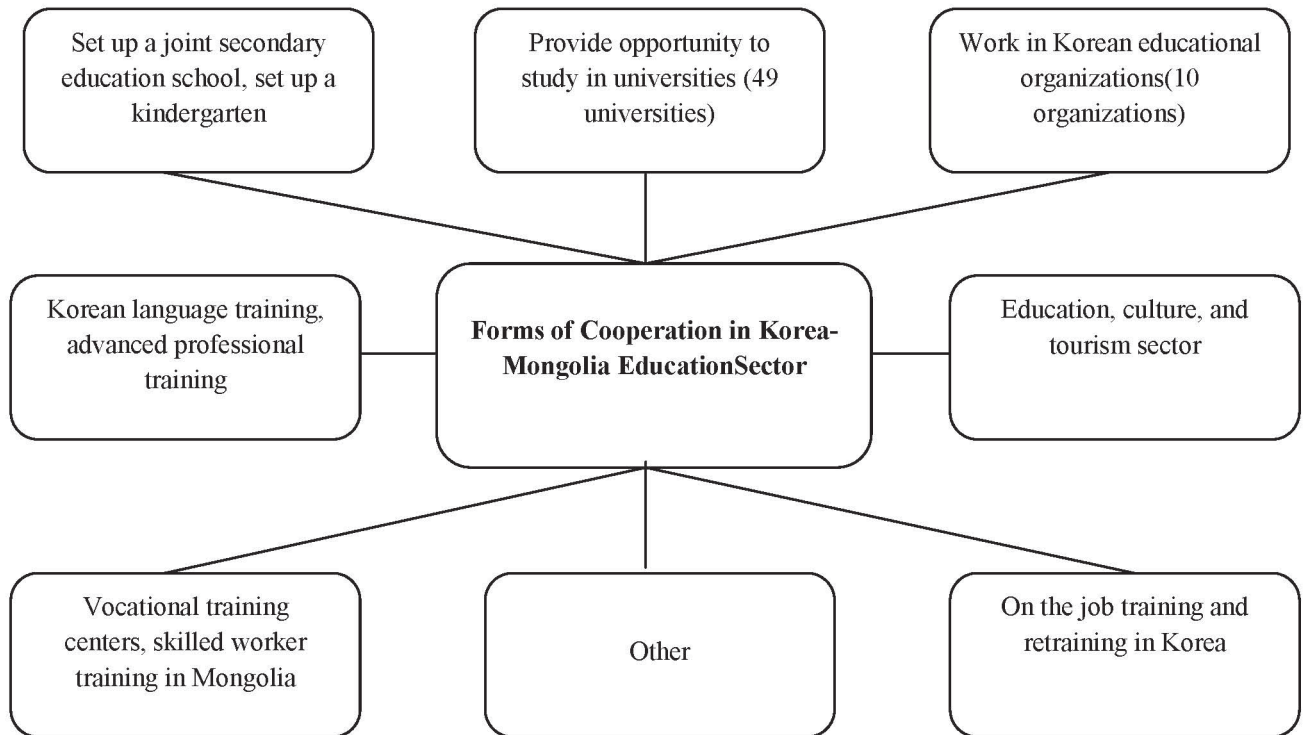 Set up a joint secondary
education school, set up a
kindergarten
Provide opportunity to
study in universities (49
universities)
Work in Korean educational
organizations(10
organizations)
Korean language training,
advanced professional
training
Forms of Cooperation in Korea-
Mongolia EducationSector
Education, culture, and
tourism sector
Vocational training
centers, skilled worker
training in Mongolia
Other
On the job training and
retraining in Korea